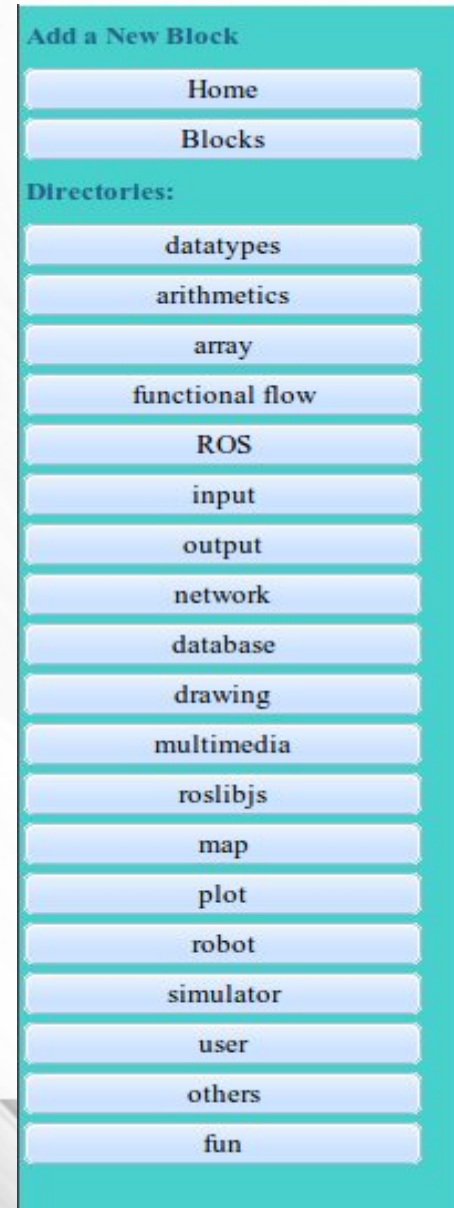 Add a New Block
Home
Blocks
Directories:
datatypes
arithmetics
array
functional flow
ROS
input
output
network
database
drawing
multimedia
roslibjs
map
plot
robot
simulator
user
others
fun